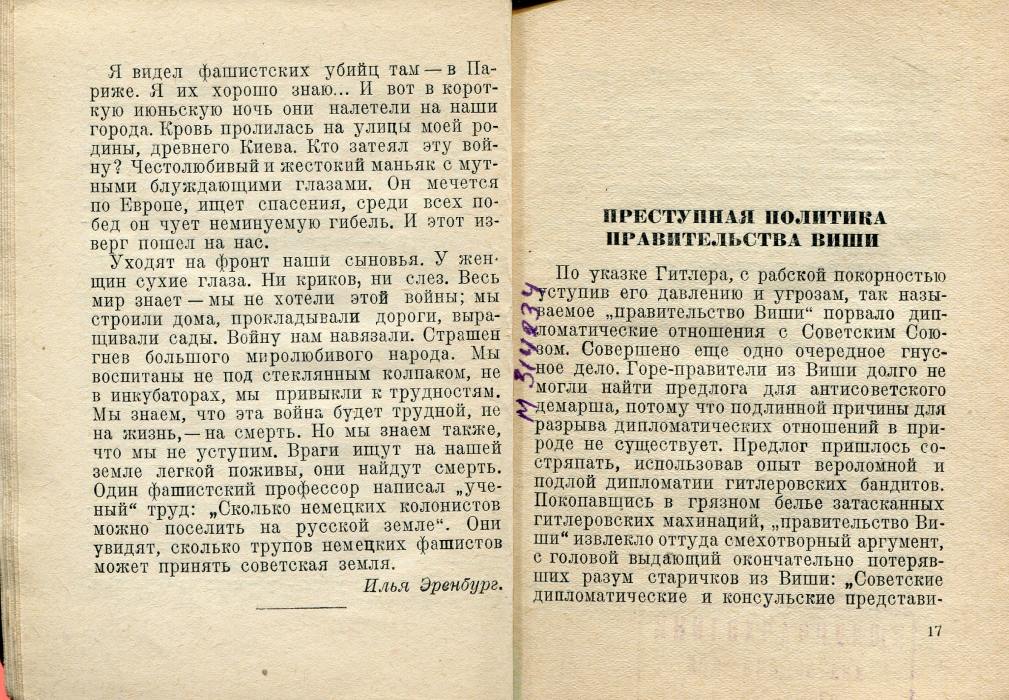 Я видел фашистских убийц там — в Па-
риже. Я их хорошо знаю... И вот в корот-
кую июньскую ночь они налетели на наши
города. Кровь пролилась на улицы моей ро-
дины, древнего Киева. Кто затеял эту вой-
ну? Честолюбивый и жестокий маньяк с мут-
ными блуждающими глазами. Он мечется
по Европе, ищет спасения, среди всех по-
бед он чует неминуемую гибель. И этот из-
верг пошел на нас.
Уходят на фронт наши сыновья. У жен-
щин сухие глаза. Ни криков, ни слез. Весь
мир знает — мы не хотели этой войны; мы
строили дома, прокладывали дороги, выра-
щивали сады. Войну нам навязали. Страшен
гнев большого миролюбивого народа. Мы
воспитаны не под стеклянным колпаком, не
в инкубаторах, мы привыкли к трудностям.
Мы знаем, что эта война будет трудной, не
на жизнь, — на смерть. Но мы знаем также,
что мы не уступим. Враги ищут на нашей
земле легкой поживы, они найдут смерть.
Один фашистский профессор написал „уче-
ный“ труд: „Сколько немецких колонистов
можно поселить на русской земле“. Они
увидят, сколько трупов немецких фашистов
может принять советская земля.
Илья Эренбург.
ПРЕСТУПНАЯ ПОЛИТИКА
ПРАВИТЕЛЬСТВА ВИШИ
По указке Гитлера, с рабской покорностью
уступив его давлению и угрозам, так назы-
ваемое „правительство Виши“ порвало дип-
ломатические отношения с Советским Сою-
зом. Совершено еще одно очередное гнус-
ное дело. Горе-правители из Виши долго не
могли найти предлога для антисоветского
демарша, потому что подлинной причины для
разрыва дипломатических отношений в при-
роде не существует. Предлог пришлось со-
стряпать, использовав опыт вероломной и
подлой дипломатии гитлеровских бандитов.
Покопавшись в грязном белье затасканных
гитлеровских махинаций, „правительство Ви-
ши“ извлекло оттуда смехотворный аргумент,
с головой выдающий окончательно потеряв-
ших разум старичков из Виши: „Советские
дипломатические и консульские представи-
17
М 314234